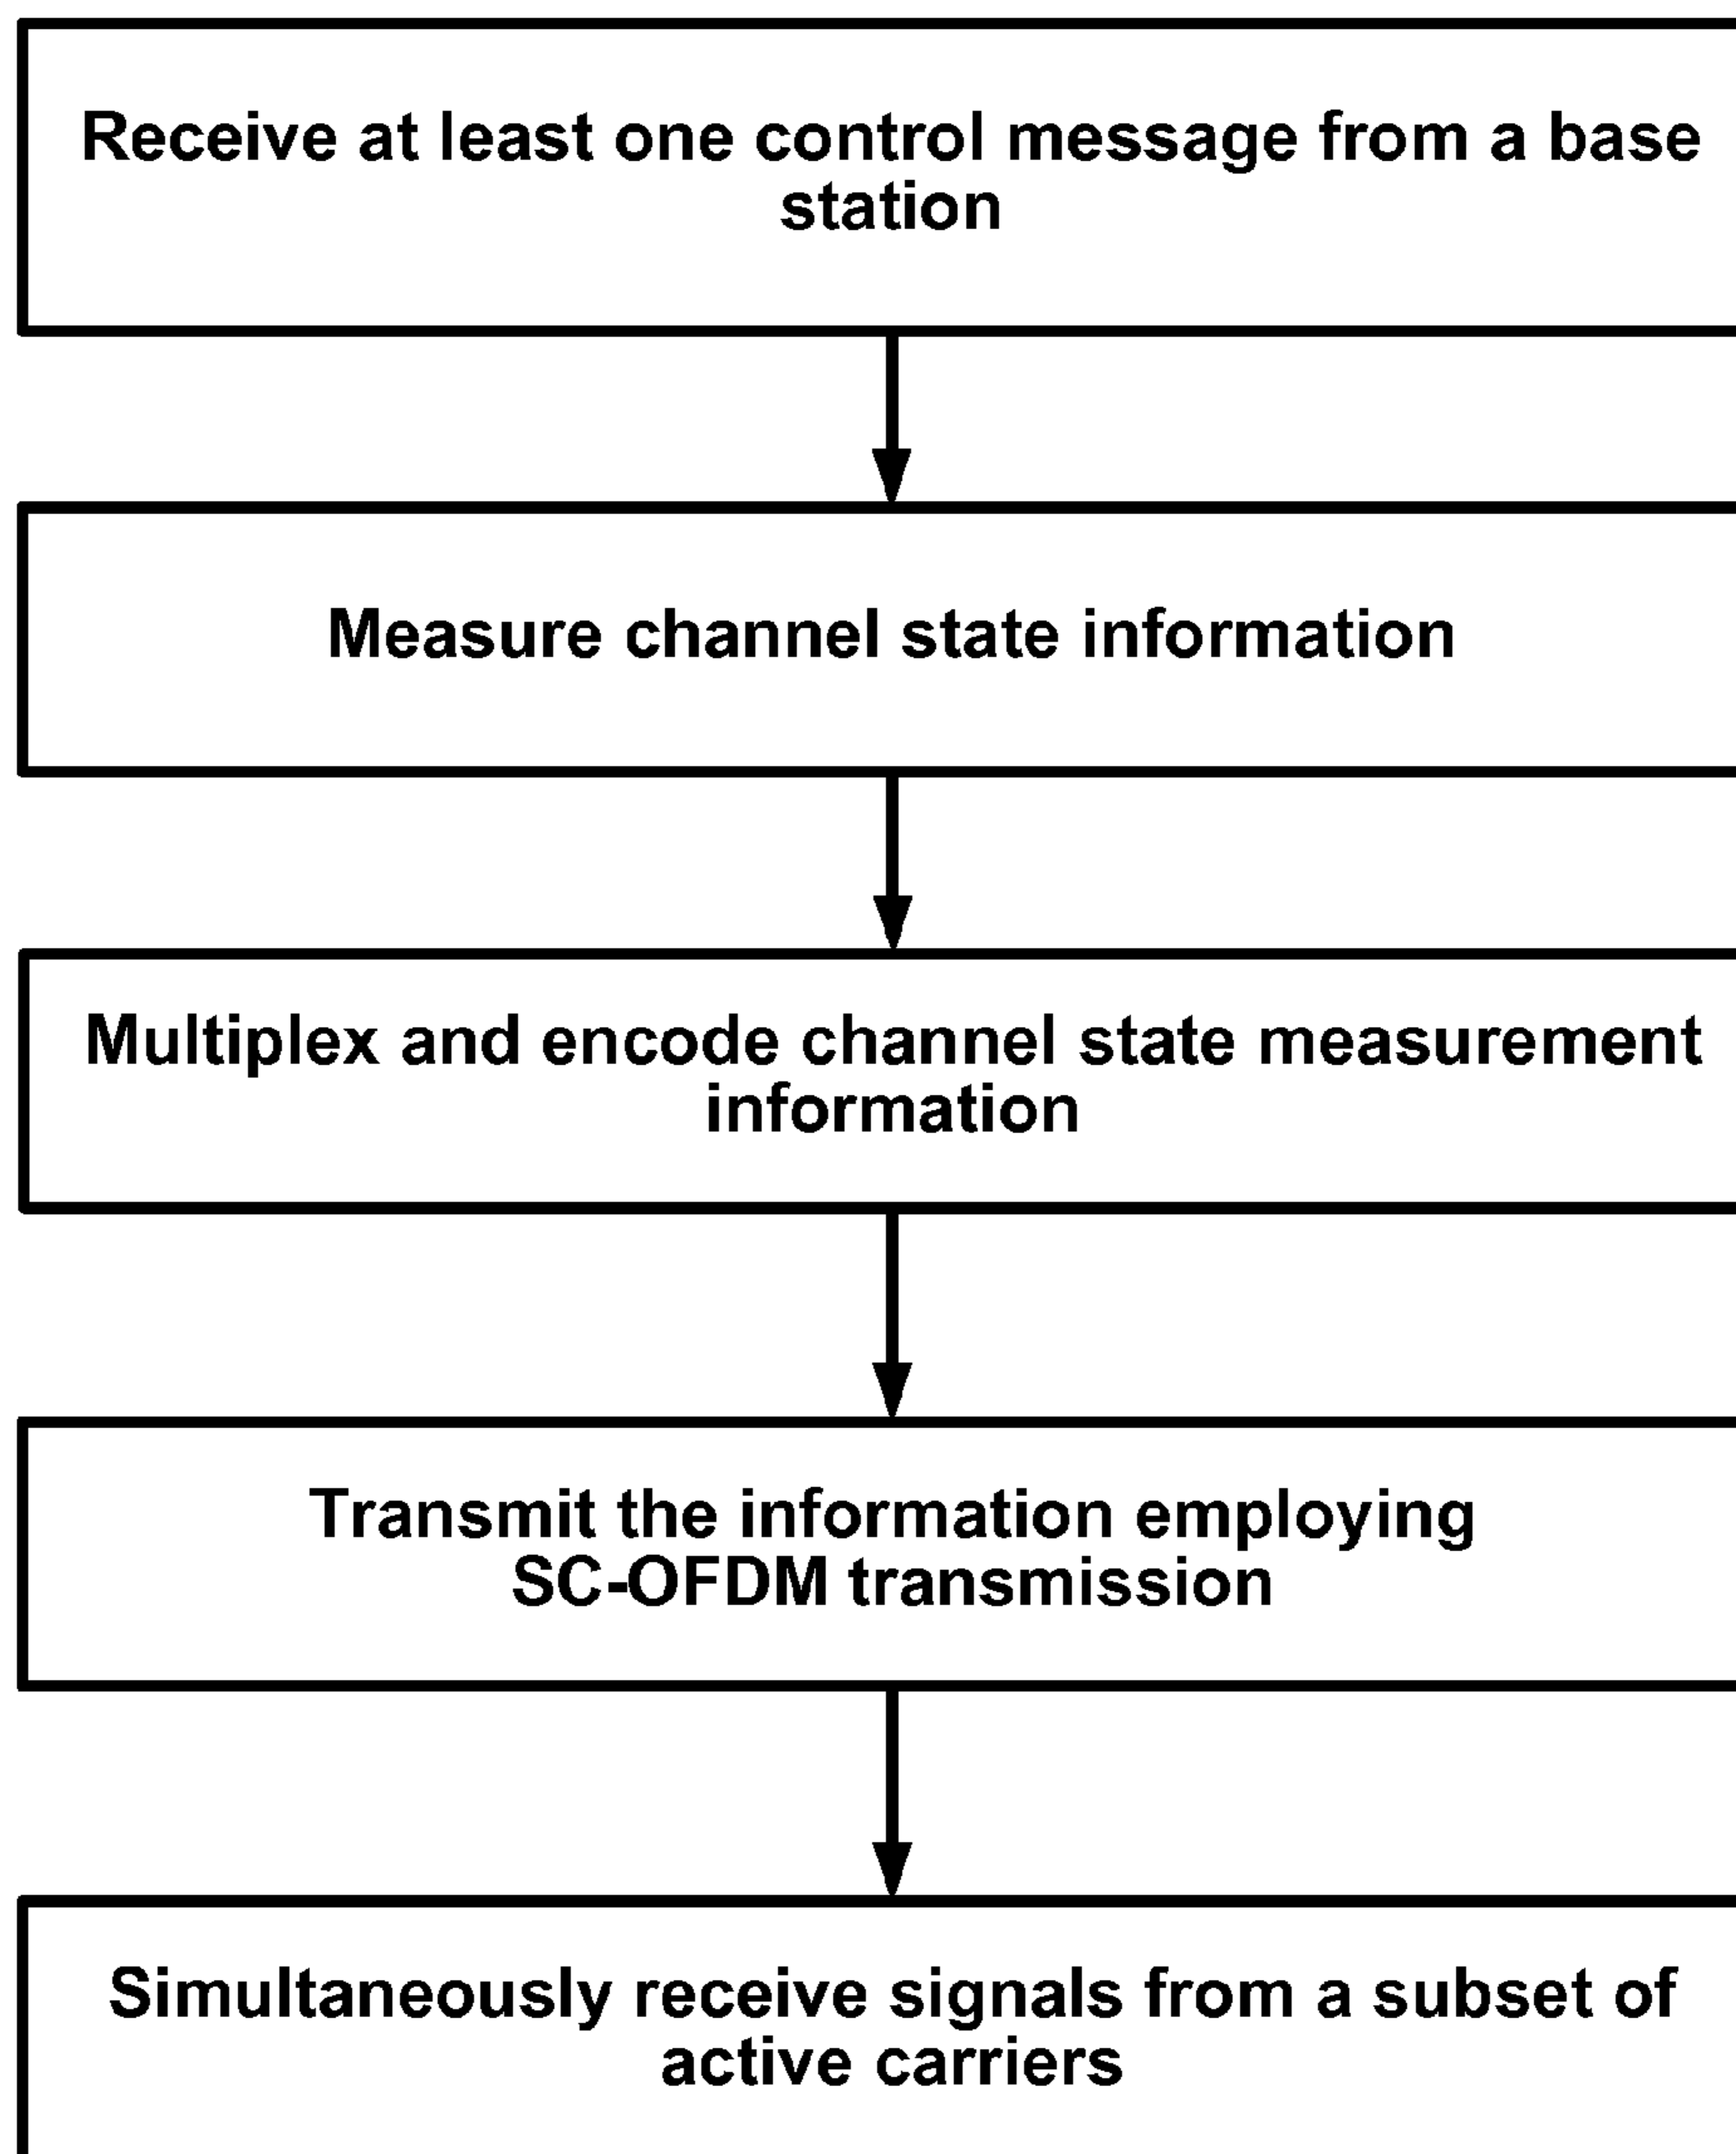 Receive at least one control message from a base
station
Measure channel state information
Multiplex and encode channel state measurement
information
Transmit the information employing
SC-OFDM transmission
Simultaneously receive signals from a subset of
active carriers